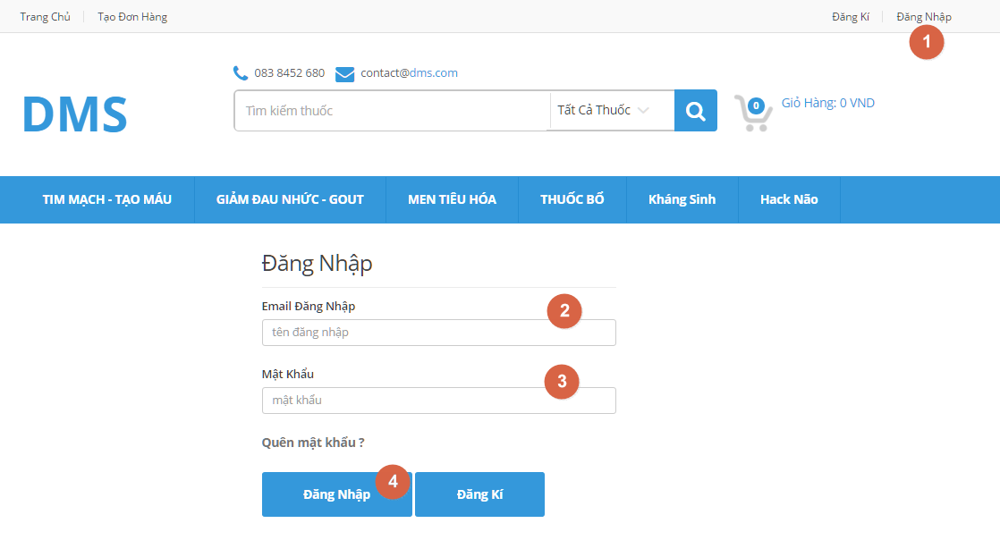 Trang Chủ Tạo Đơn Hàng Đăng Kí Đăng Nhập
1
083 8452 680 contact@dms.com
DMS
Tìm kiếm thuốc Tất Cả Thuốc 0 Giỏ Hàng: 0 VND
TIM MẠCH - TẠO MÁU GIẢM ĐAU NHỨC - GOUT MEN TIÊU HÓA THUỐC BỔ Kháng Sinh Hack Não
Đăng Nhập
Email Đăng Nhập 2
tên đăng nhập
Mật Khẩu 3
mật khẩu
Quên mật khẩu ?
Đăng Nhập 4 Đăng Kí